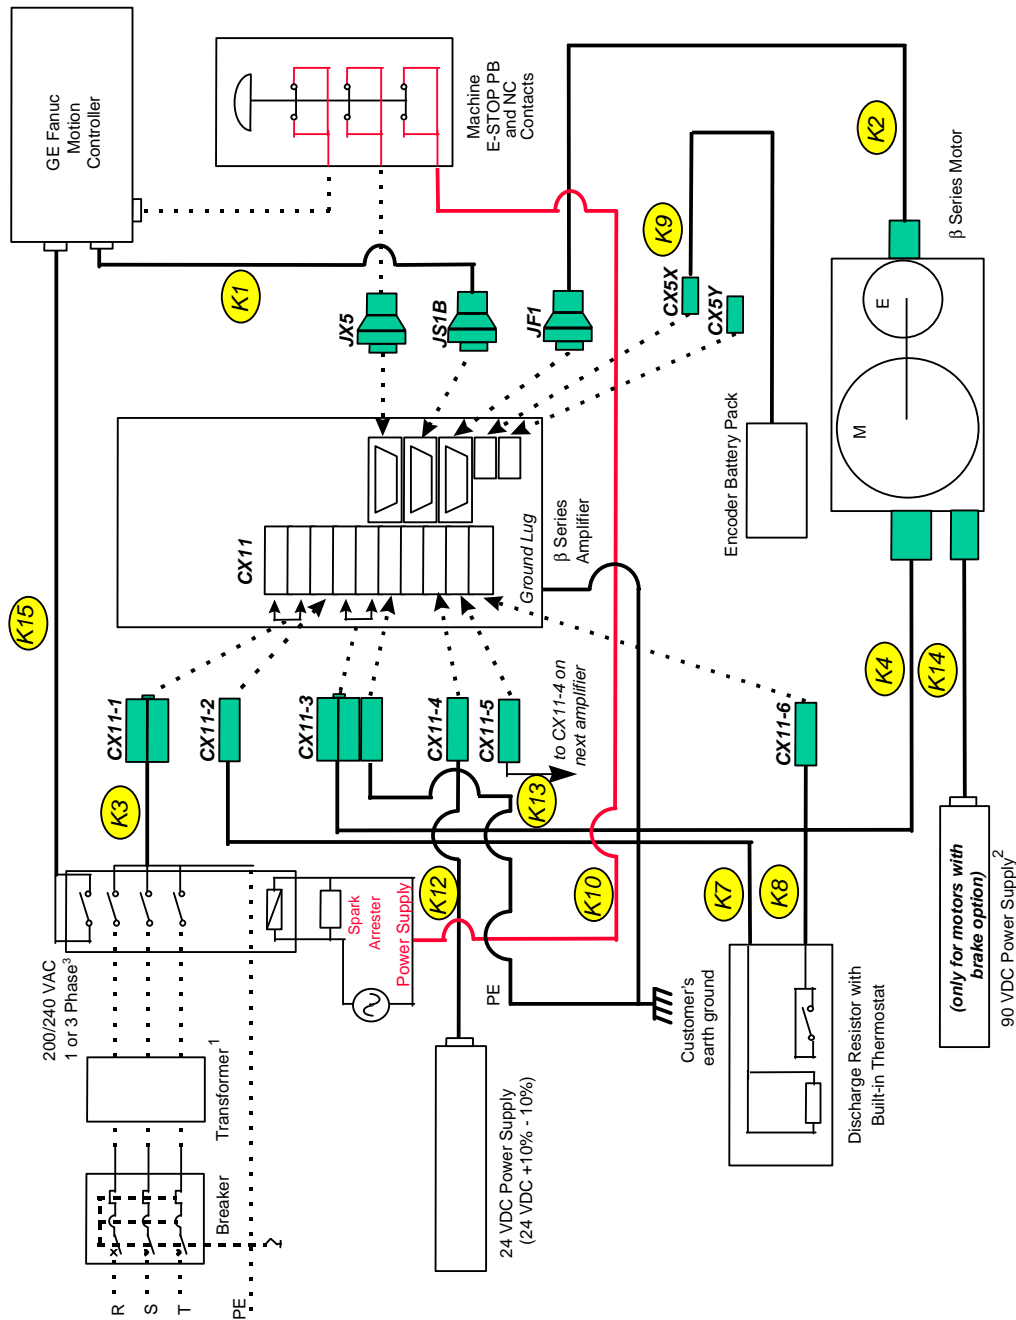 GE Fanuc
Motion
Controller
Machine
E-STOP PB
and NC
Contacts
K2
β Series Motor
K1
K9
JX5
JS1B
JF1
CX5X
CX5Y
E
M
Encoder Battery Pack
CX11
Ground Lug
β Series
Amplifier
K15
K4
K14
CX11-1
CX11-2
CX11-3
CX11-4
CX11-5
CX11-6
to CX11-4 on
next amplifier
K3
K13
K12
K10
K7
K8
200/240 VAC
1 or 3 Phase³
Spark
Arrester
Power Supply
PE
Customer's
earth ground
(only for motors with
brake option)
90 VDC Power Supply²
Transformer¹
24 VDC Power Supply
(24 VDC +10% - 10%)
Discharge Resistor with
Built-in Thermostat
Breaker
R
S
T
PE